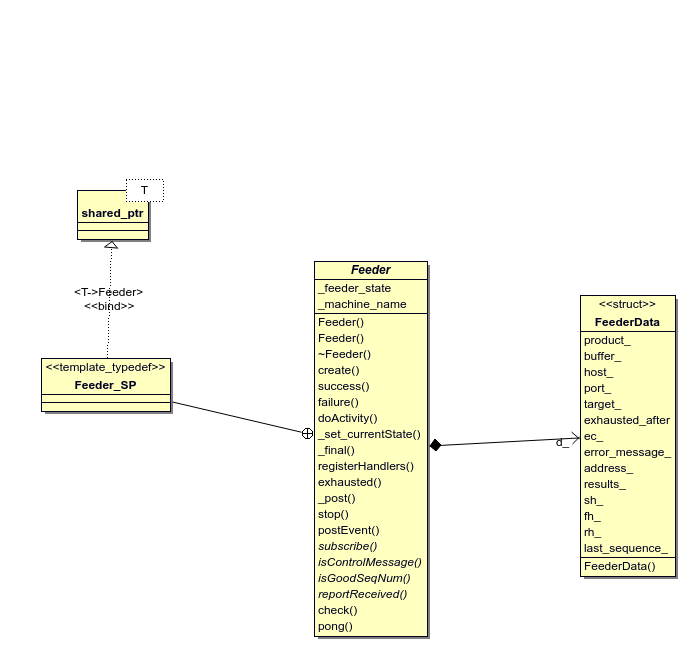 T
shared_ptr
<T->Feeder>
<<bind>>
<<template_typedef>>
Feeder_SP
Feeder
_feeder_state
_machine_name
Feeder()
Feeder()
~Feeder()
create()
success()
failure()
doActivity()
_set_currentState()
_final()
registerHandlers()
exhausted()
_post()
stop()
postEvent()
subscribe()
isControlMessage()
isGoodSeqNum()
reportReceived()
check()
pong()
d_
<<struct>>
FeederData
product_
buffer_
host_
port_
target_
exhausted_after
ec_
error_message_
address_
results_
sh_
fh_
rh_
last_sequence_
FeederData()